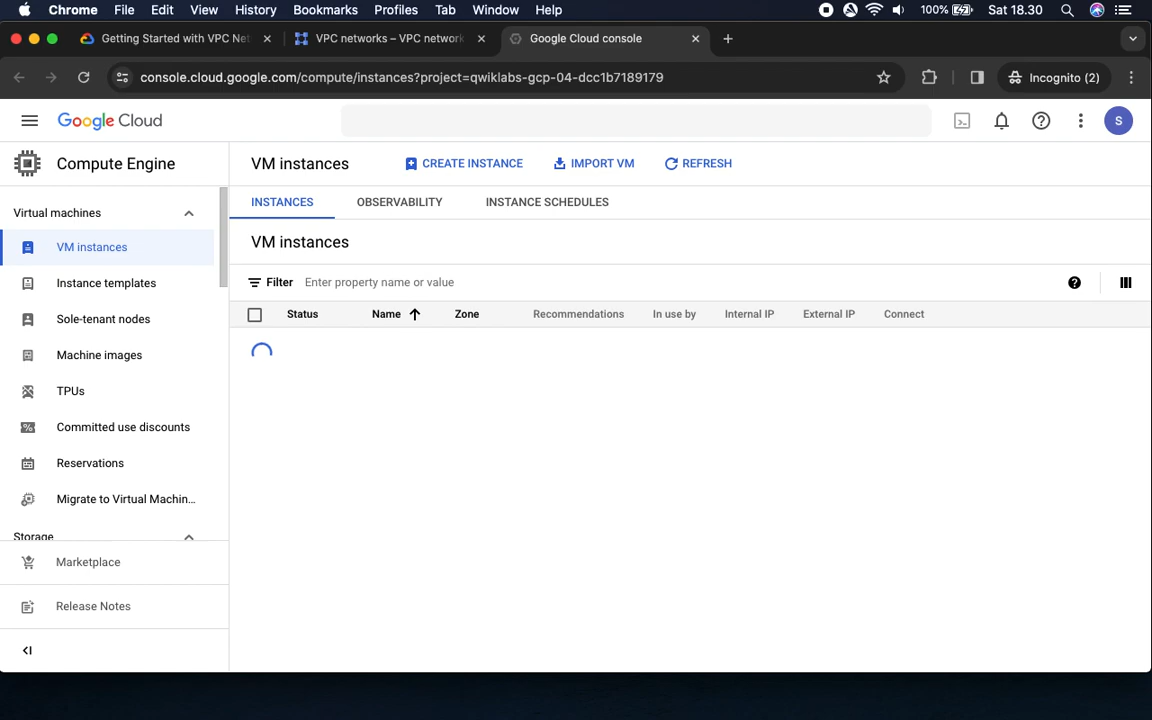 Chrome File Edit View History Bookmarks Profiles Tab Window Help 100% Sat 18.30
Getting Started with VPC Net VPC networks – VPC network Google Cloud console
console.cloud.google.com/compute/instances?project=qwiklabs-gcp-04-dcc1b7189179 Incognito (2)
Google Cloud S
Compute Engine
VM instances CREATE INSTANCE IMPORT VM REFRESH
Virtual machines
VM instances
Instance templates
Sole-tenant nodes
Machine images
TPUs
Committed use discounts
Reservations
Migrate to Virtual Machin...
Storage
Marketplace
Release Notes
INSTANCES OBSERVABILITY INSTANCE SCHEDULES
VM instances
Filter Enter property name or value
Status Name Zone Recommendations In use by Internal IP External IP Connect